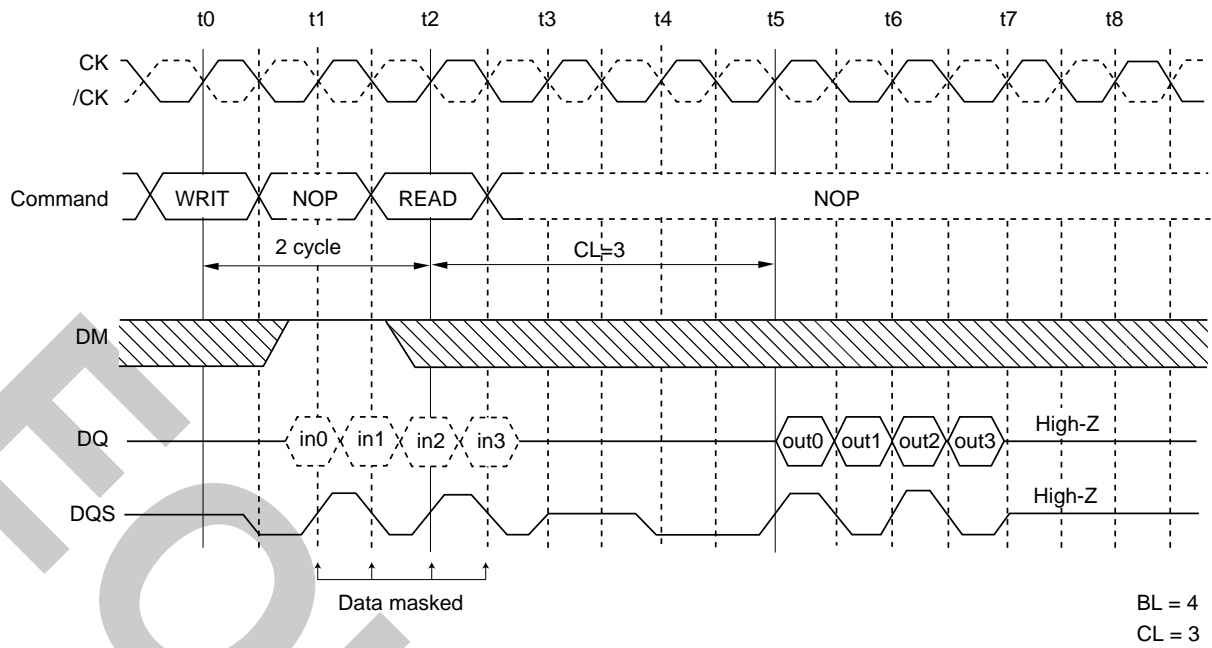 t0 t1 t2 t3 t4 t5 t6 t7 t8
CK
/CK
Command WRIT NOP READ NOP
2 cycle CL=3
DM
DQ in0 in1 in2 in3 out0 out1 out2 out3 High-Z
DQS High-Z
Data masked
BL = 4
CL = 3